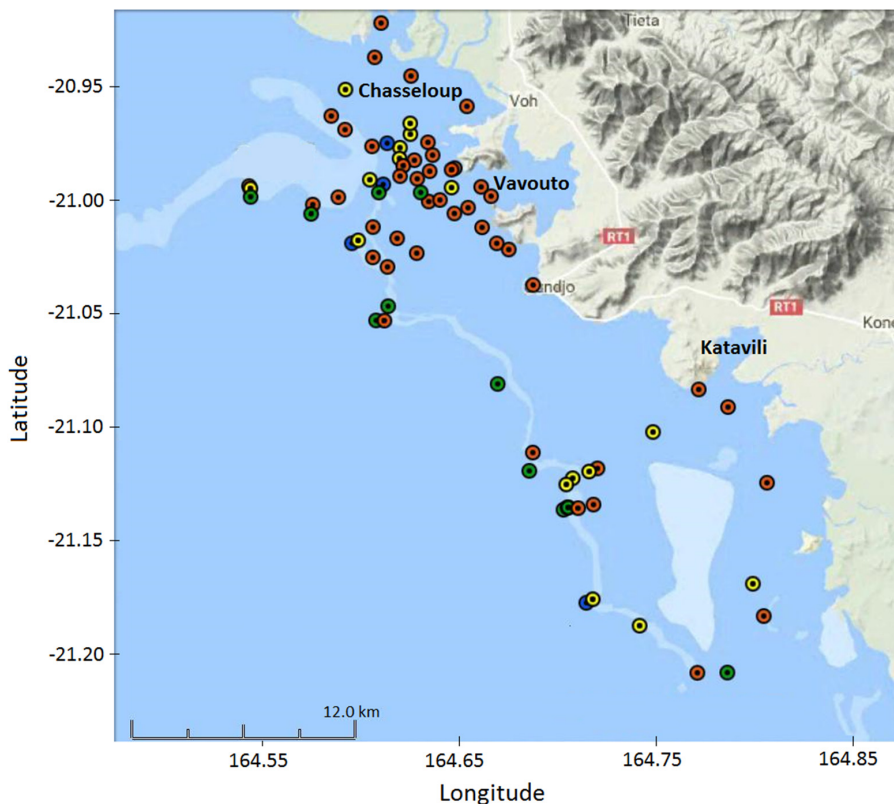 Tieta
-20.95
Chasseloup
Voh
Vavouto
-21.00
RT1
-21.05
RT1
Kone
Katavili
Latitude
-21.10
-21.15
-21.20
12.0 km
164.55
164.65
164.75
164.85
Longitude